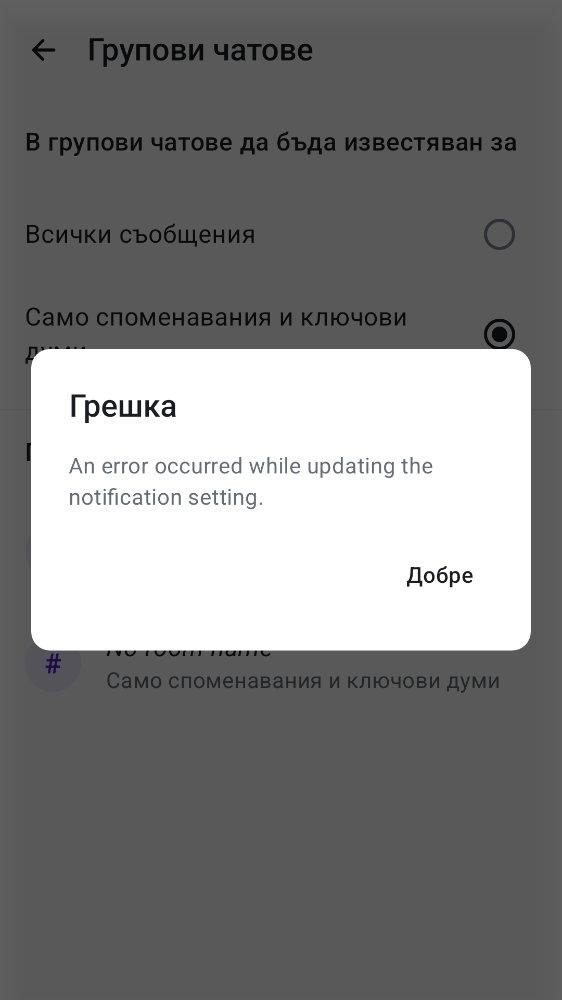 Групови чатове
В групови чатове да бъда известяван за
Всички съобщения
Само споменавания и ключови
думи
Грешка
An error occurred while updating the
notification setting.
Добре
No room name
#
Само споменавания и ключови думи